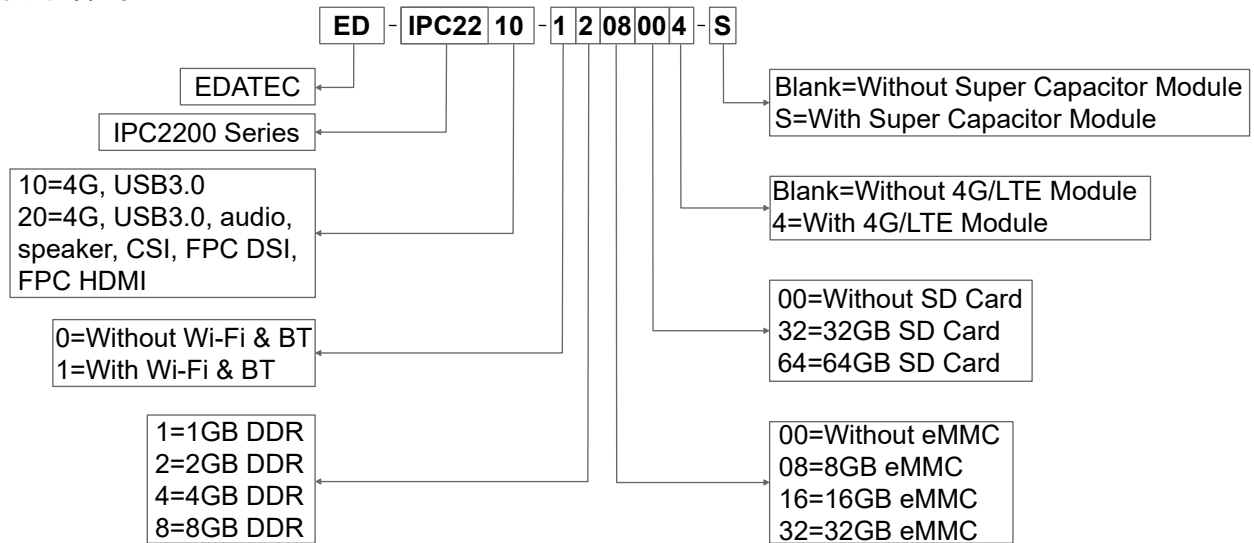 ED - IPC22 10 - 1 2 08 00 4 - S
EDATEC
IPC2200 Series
10=4G, USB3.0
20=4G, USB3.0, audio,
speaker, CSI, FPC DSI,
FPC HDMI
0=Without Wi-Fi & BT
1=With Wi-Fi & BT
1=1GB DDR
2=2GB DDR
4=4GB DDR
8=8GB DDR
Blank=Without Super Capacitor Module
S=With Super Capacitor Module
Blank=Without 4G/LTE Module
4=With 4G/LTE Module
00=Without SD Card
32=32GB SD Card
64=64GB SD Card
00=Without eMMC
08=8GB eMMC
16=16GB eMMC
32=32GB eMMC